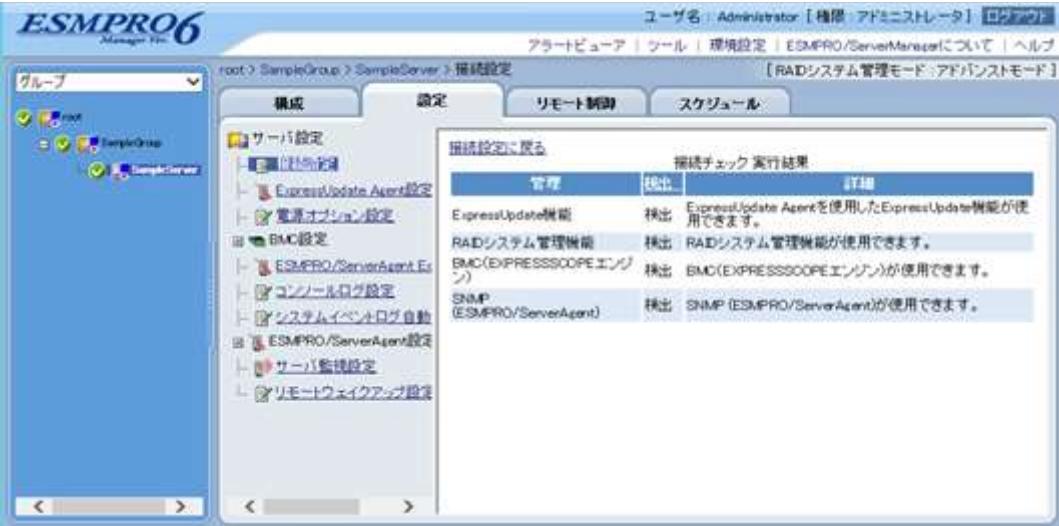 ESMPRO6
Manager Ver.
ユーザ名 : Administrator [ 権限 : アドミニストレータ ] ログアウト
アラートビューア | ツール | 環境設定 | ESMPRO/ServerManagerについて | ヘルプ
グループ
root
SampleGroup
SampleServer
root > SampleGroup > SampleServer > 接続設定
[ RAIDシステム管理モード : アドバンストモード ]
構成
設定
リモート制御
スケジュール
サーバ設定
接続設定
ExpressUpdate Agent設定
電源オプション設定
BMC設定
ESMPRO/ServerAgent Ex
コンソールログ設定
システムイベントログ自動
ESMPRO/ServerAgent設定
サーバ監視設定
リモートウェイクアップ設定
接続設定に戻る
接続チェック 実行結果
管理 検出 詳細
ExpressUpdate機能 検出 ExpressUpdate Agentを使用したExpressUpdate機能が使
用できます。
RAIDシステム管理機能 検出 RAIDシステム管理機能が使用できます。
BMC(EXPRESSSCOPEエンジ
ン) 検出 BMC(EXPRESSSCOPEエンジン)が使用できます。
SNMP
(ESMPRO/ServerAgent) 検出 SNMP (ESMPRO/ServerAgent)が使用できます。